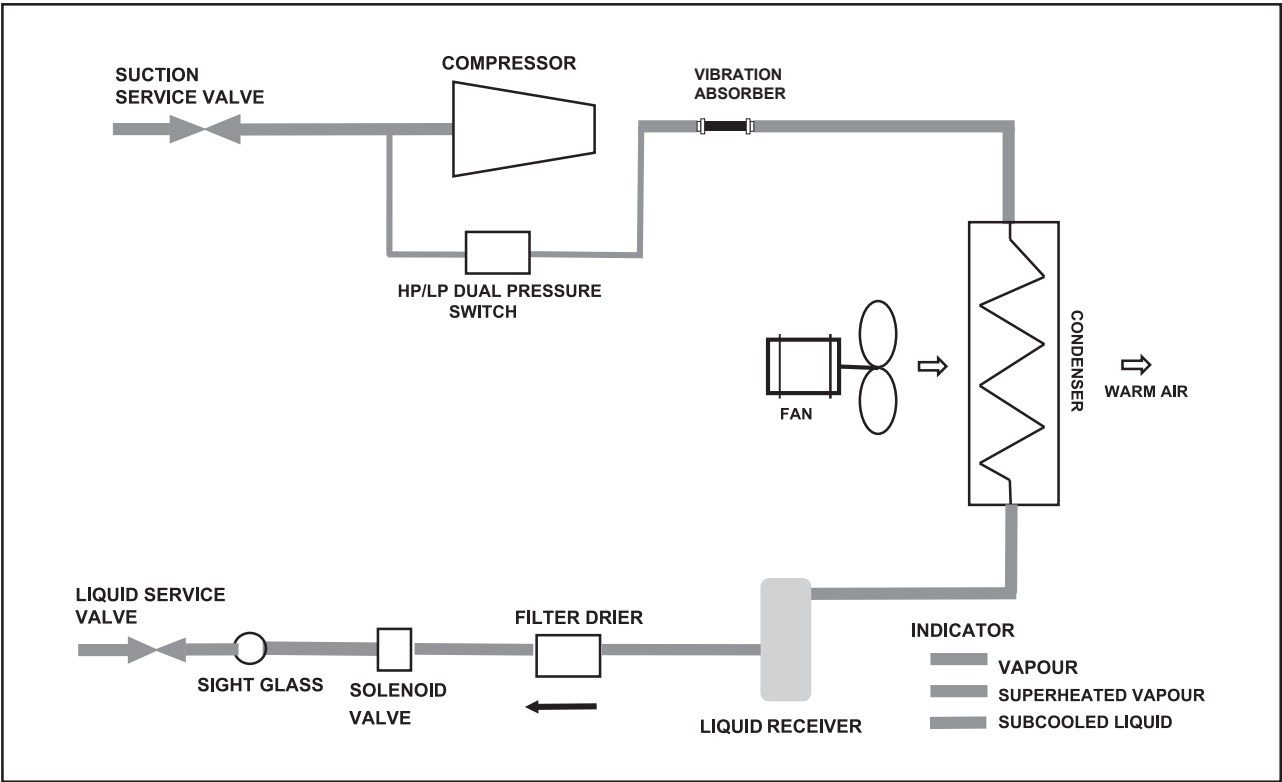 SUCTION
SERVICE VALVE
COMPRESSOR
VIBRATION
ABSORBER
HP/LP DUAL PRESSURE
SWITCH
CONDENSER
FAN
WARM AIR
LIQUID SERVICE
VALVE
SIGHT GLASS
SOLENOID
VALVE
FILTER DRIER
LIQUID RECEIVER
INDICATOR
VAPOUR
SUPERHEATED VAPOUR
SUBCOOLED LIQUID